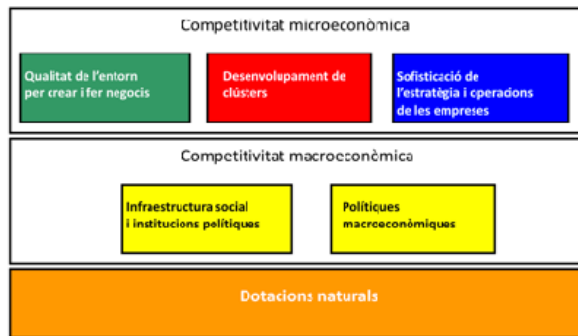 Competitivitat microeconòmica
Qualitat de l'entorn
per crear i fer negocis
Desenvolupament de
clústers
Sofisticació de
l'estratègia i operacions
de les empreses
Competitivitat macroeconòmica
Infraestructura social
i institucions polítiques
Polítiques
macroeconòmiques
Dotacions naturals